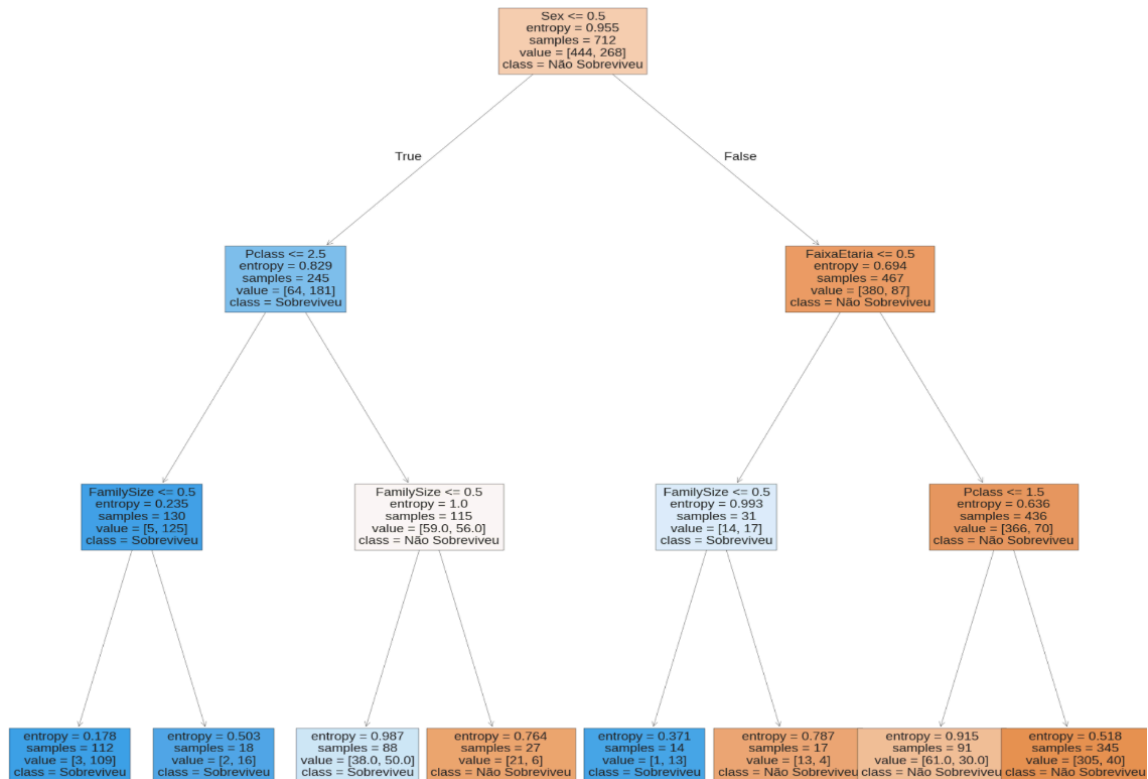 Sex <= 0.5
entropy = 0.955
samples = 712
value = [444, 268]
class = Não Sobreviveu
True
False
Pclass <= 2.5
entropy = 0.829
samples = 245
value = [64, 181]
class = Sobreviveu
FaixaEtaria <= 0.5
entropy = 0.694
samples = 467
value = [380, 87]
class = Não Sobreviveu
FamilySize <= 0.5
entropy = 0.235
samples = 130
value = [5, 125]
class = Sobreviveu
FamilySize <= 0.5
entropy = 1.0
samples = 115
value = [59.0, 56.0]
class = Não Sobreviveu
FamilySize <= 0.5
entropy = 0.993
samples = 31
value = [14, 17]
class = Sobreviveu
Pclass <= 1.5
entropy = 0.636
samples = 436
value = [366, 70]
class = Não Sobreviveu
entropy = 0.178
samples = 112
value = [3, 109]
class = Sobreviveu
entropy = 0.503
samples = 18
value = [2, 16]
class = Sobreviveu
entropy = 0.987
samples = 88
value = [38.0, 50.0]
class = Sobreviveu
entropy = 0.764
samples = 27
value = [21, 6]
class = Não Sobreviveu
entropy = 0.371
samples = 14
value = [1, 13]
class = Sobreviveu
entropy = 0.787
samples = 17
value = [13, 4]
class = Não Sobreviveu
entropy = 0.915
samples = 91
value = [61.0, 30.0]
class = Não Sobreviveu
entropy = 0.518
samples = 345
value = [305, 40]
class = Não Sobreviveu